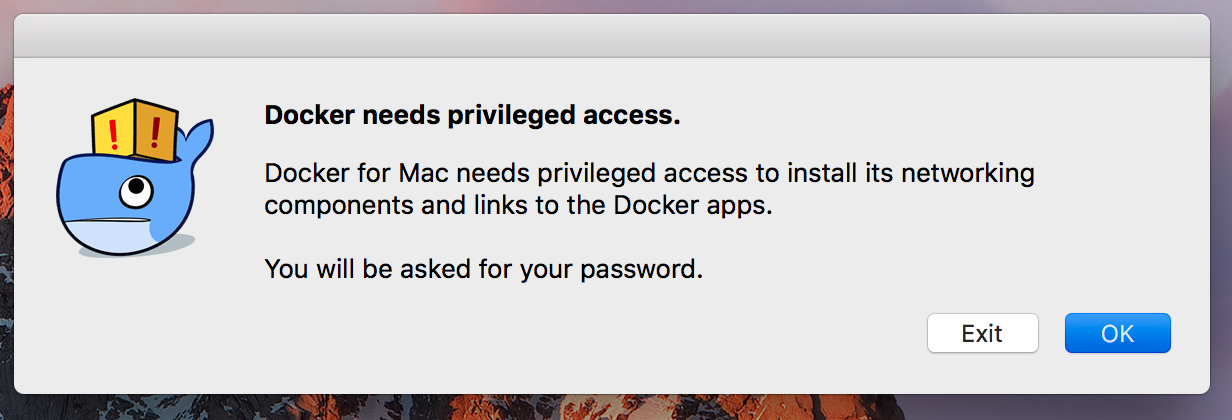 Docker needs privileged access.
Docker for Mac needs privileged access to install its networking
components and links to the Docker apps.
You will be asked for your password.
Exit
OK